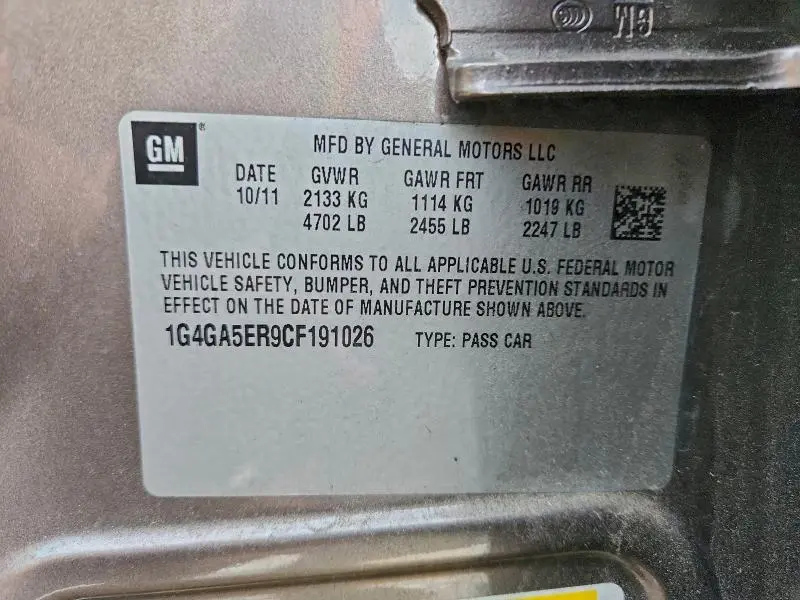 GM
MFD BY GENERAL MOTORS LLC
DATE GVWR GAWR FRT GAWR RR
10/11 2133 KG 1114 KG 1019 KG
4702 LB 2455 LB 2247 LB
THIS VEHICLE CONFORMS TO ALL APPLICABLE U.S. FEDERAL MOTOR
VEHICLE SAFETY, BUMPER, AND THEFT PREVENTION STANDARDS IN
EFFECT ON THE DATE OF MANUFACTURE SHOWN ABOVE.
1G4GA5ER9CF191026 TYPE: PASS CAR